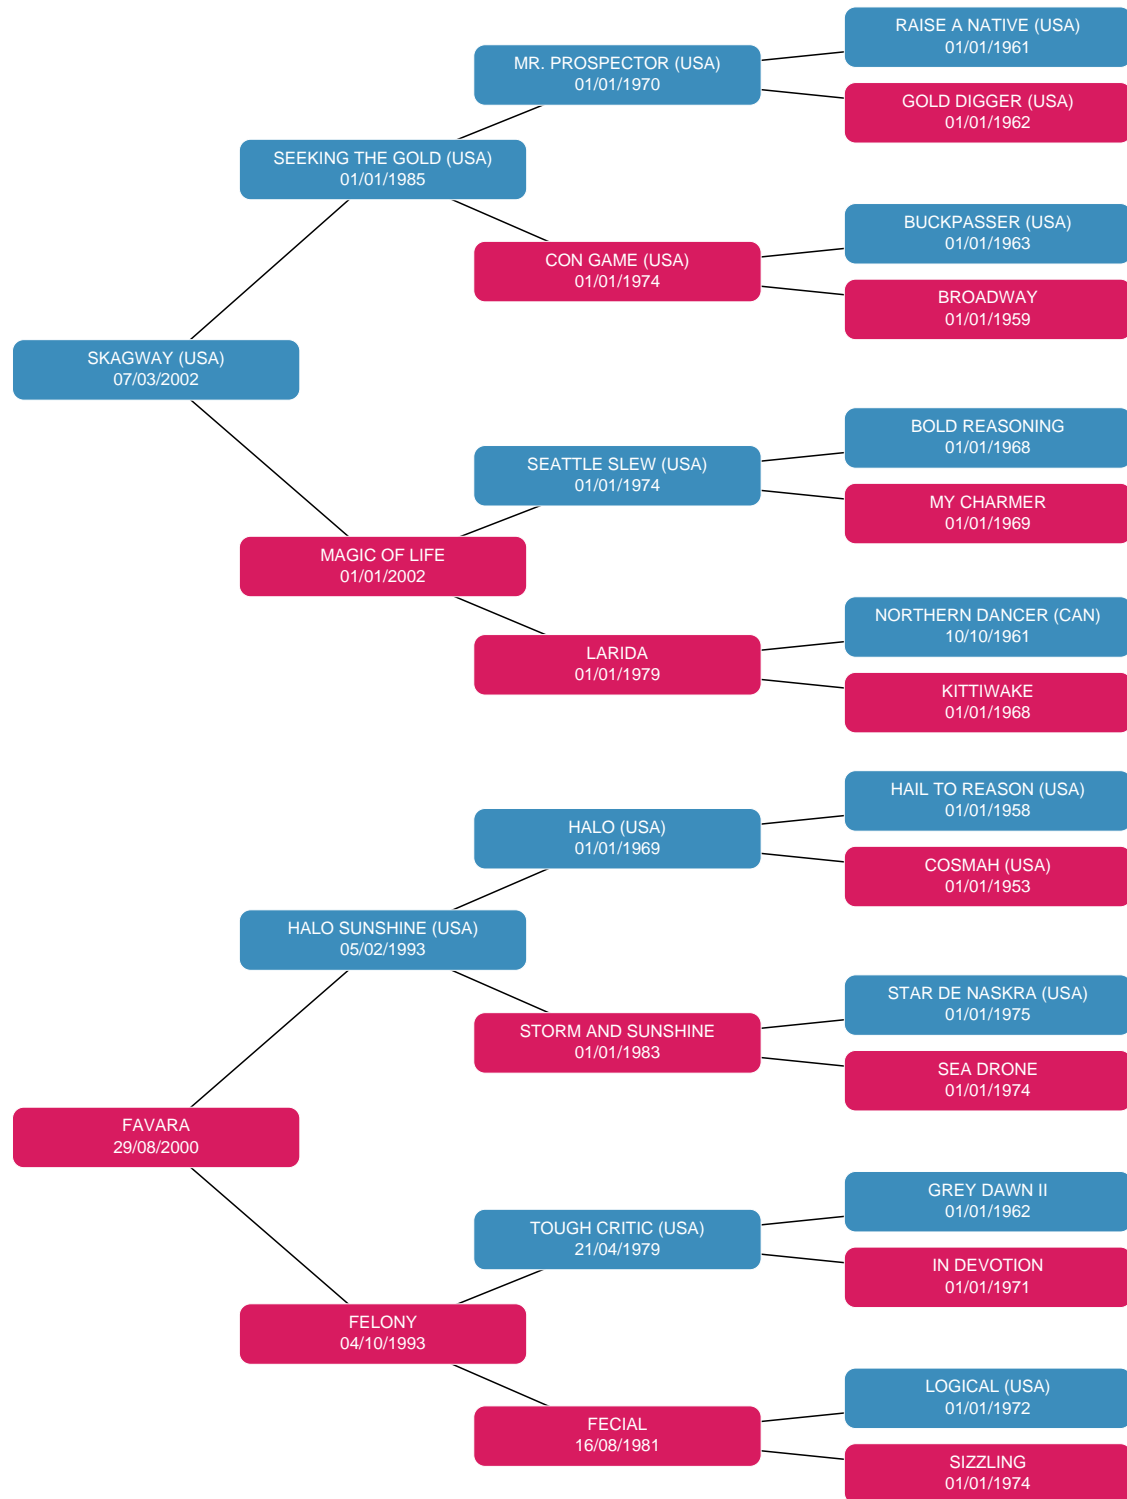 RAISE A NATIVE (USA)
01/01/1961
MR. PROSPECTOR (USA)
01/01/1970
GOLD DIGGER (USA)
01/01/1962
SEEKING THE GOLD (USA)
01/01/1985
BUCKPASSER (USA)
01/01/1963
CON GAME (USA)
01/01/1974
BROADWAY
01/01/1959
SKAGWAY (USA)
07/03/2002
BOLD REASONING
01/01/1968
SEATTLE SLEW (USA)
01/01/1974
MY CHARMER
01/01/1969
MAGIC OF LIFE
01/01/2002
NORTHERN DANCER (CAN)
10/10/1961
LARIDA
01/01/1979
KITTIWAKE
01/01/1968
HAIL TO REASON (USA)
01/01/1958
HALO (USA)
01/01/1969
COSMAH (USA)
01/01/1953
HALO SUNSHINE (USA)
05/02/1993
STAR DE NASKRA (USA)
01/01/1975
STORM AND SUNSHINE
01/01/1983
SEA DRONE
01/01/1974
FAVARA
29/08/2000
GREY DAWN II
01/01/1962
TOUGH CRITIC (USA)
21/04/1979
IN DEVOTION
01/01/1971
FELONY
04/10/1993
LOGICAL (USA)
01/01/1972
FECIAL
16/08/1981
SIZZLING
01/01/1974